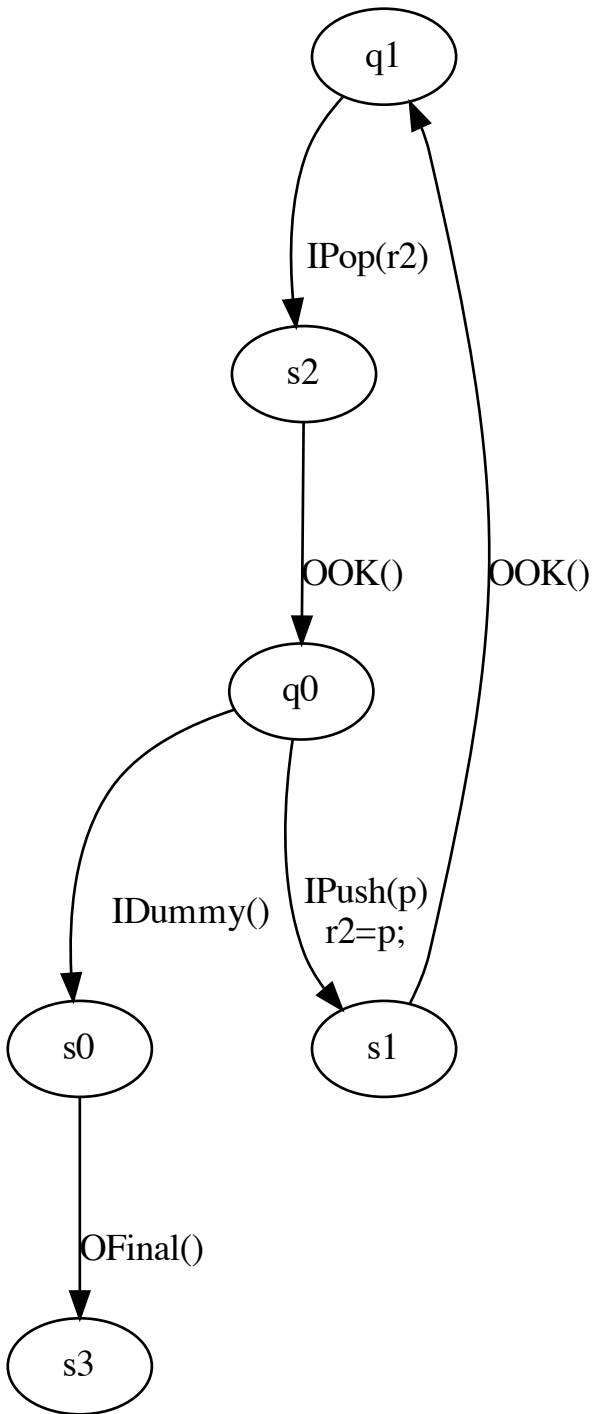 q1
IPop(r2)
s2
OOK()
OOK()
q0
IDummy()
IPush(p)
r2=p;
s0
s1
OFinal()
s3